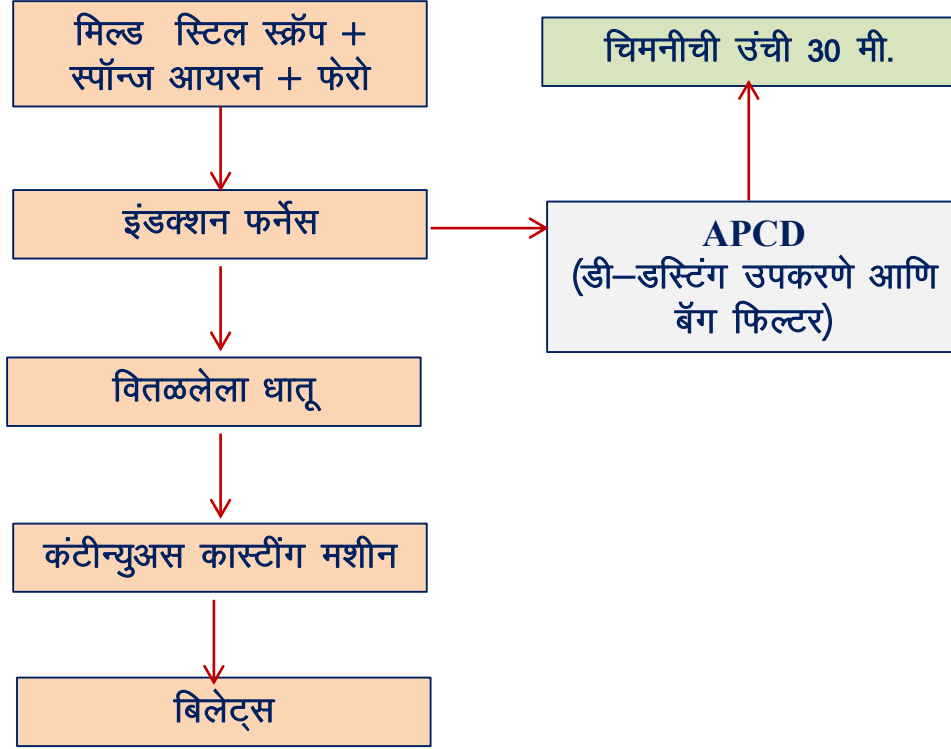 मिल्ड स्टिल स्क्रॅप +
स्पॉन्ज आयरन + फेरो
चिमनीची उंची 30 मी.
इंडक्शन फर्नेस
APCD
(डी–डस्टिंग उपकरणे आणि
बॅग फिल्टर)
वितळलेला धातू
कंटीन्युअस कास्टींग मशीन
बिलेट्स